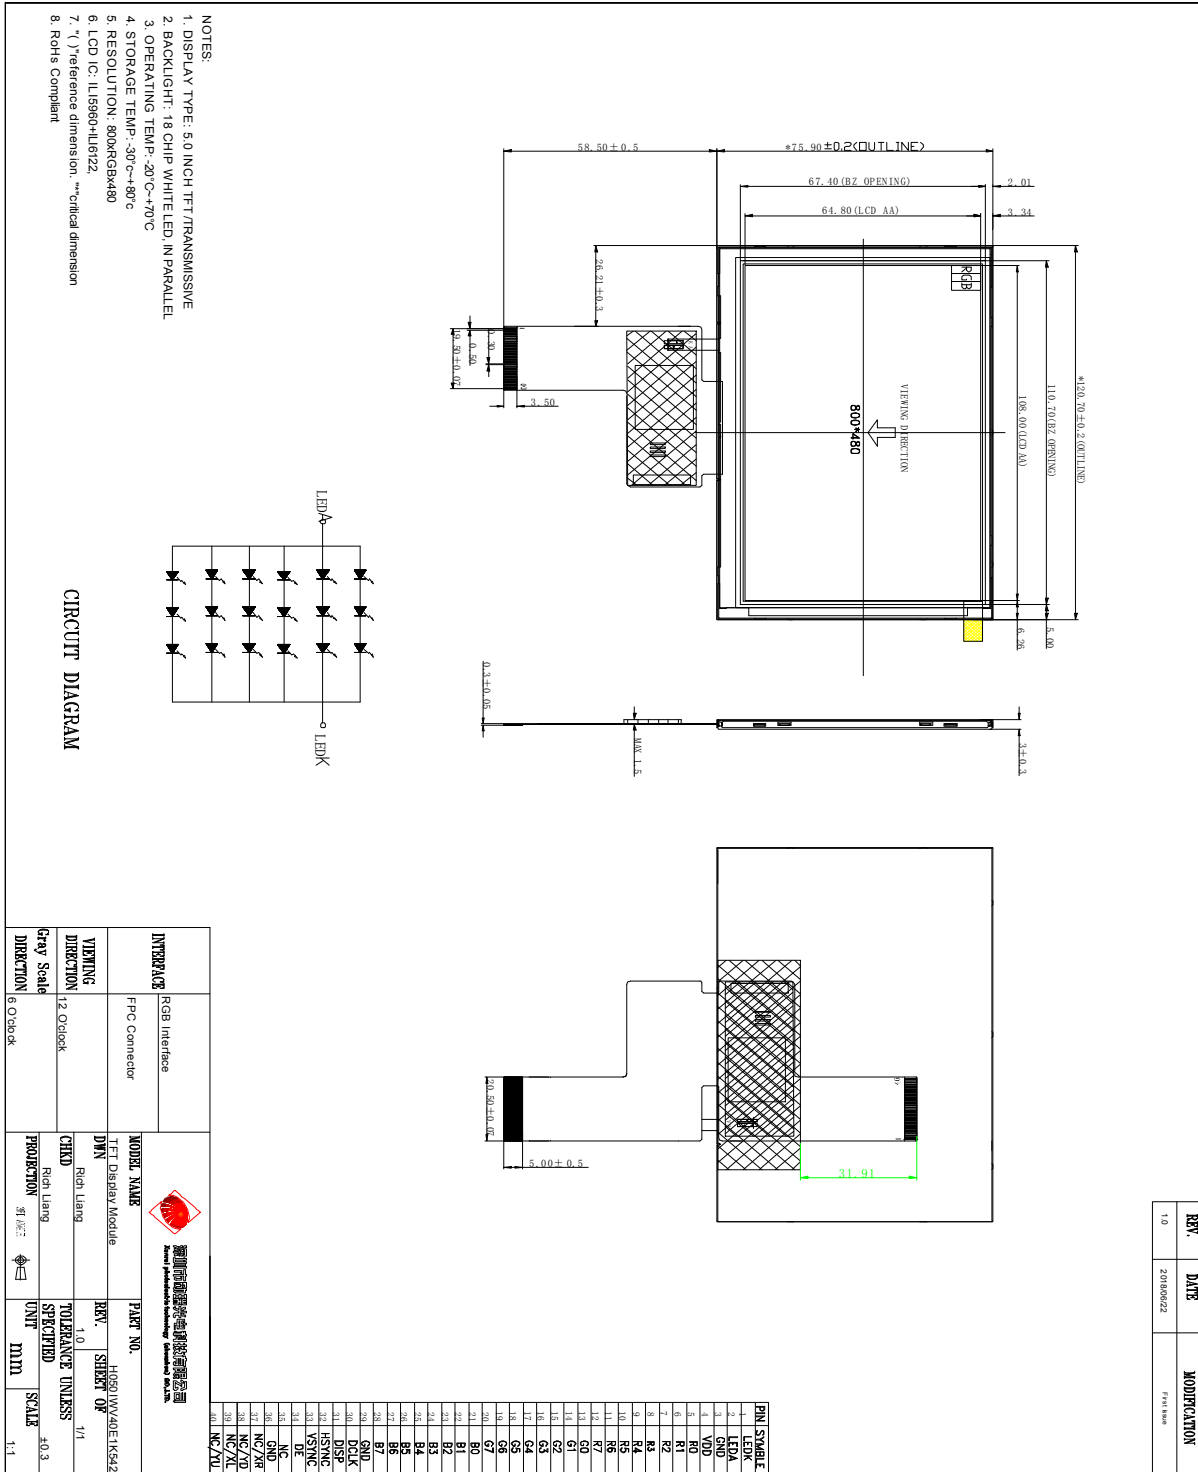 NOTES:
1. DISPLAY TYPE: 5.0 INCH TFT/TRANSMISSIVE
2. BACKLIGHT: 18 CHIP WHITE LED, IN PARALLEL
3. OPERATING TEMP: -20°C~+70°C
4. STORAGE TEMP: -30°c~+80°c
5. RESOLUTION: 800xRGBx480
6. LCD IC: ILI5960+ILI6122,
7. "( )"reference dimension. "*"critical dimension
8. RoHs Compliant
58.50±0.5
*75.90±0.2(OUTLINE)
67.40(BZ OPENING)
2.01
64.80(LCD AA)
3.34
26.21±0.3
0.30
0.50
19.50±0.07
3.50
1
40
RGB
VIEWING DIRECTION
800*480
108.00(LCD AA)
110.70(BZ OPENING)
*120.70±0.2(OUTLINE)
5.00
6.26
LEDA
LEDK
CIRCUIT DIAGRAM
0.3±0.05
MAX 1.5
3±0.3
20.50±0.07
5.00±0.5
31.91
REV.
DATE
MODIFICATION
1.0
2018/06/22
First issue
INTERFACE
RGB Interface
FPC Connector
VIEWING DIRECTION
12 O'clock
Gray Scale DIRECTION
6 O'clock
MODEL NAME
TFT Display Module
DWN
Rich Liang
CHKD
Rich Liang
PROJECTION
PART NO.
H050IWV40E1K542
REV.
1.0
SHEET OF
1/1
TOLERANCE UNLESS SPECIFIED
±0.3
UNIT
mm
SCALE
1:1
PIN SYMBLE
1 LEDK
2 LEDA
3 GND
4 VDD
5 R0
6 R1
7 R2
8 R3
9 R4
10 R5
11 R6
12 R7
13 G0
14 G1
15 G2
16 G3
17 G4
18 G5
19 G6
20 G7
21 B0
22 B1
23 B2
24 B3
25 B4
26 B5
27 B6
28 B7
29 GND
30 DCLK
31 DISP
32 HSYNC
33 VSYNC
34 DE
35 NC
36 GND
37 NC/XR
38 NC/YD
39 NC/XL
40 NC/YU